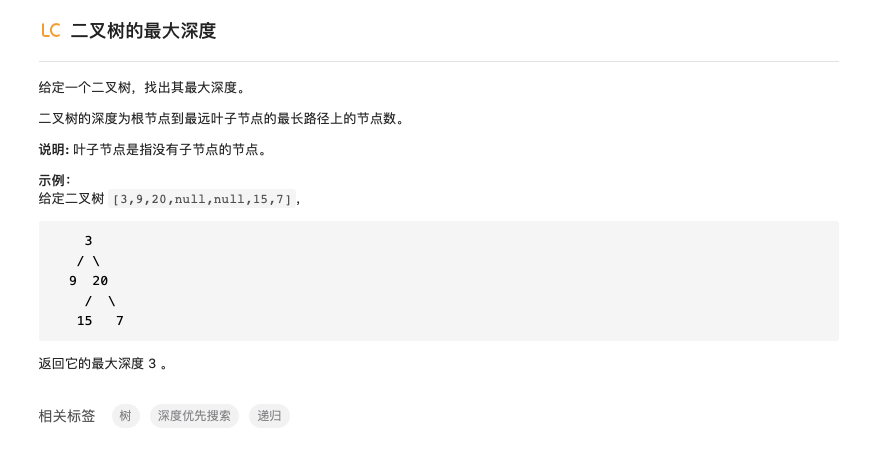 LC 二叉树的最大深度
给定一个二叉树，找出其最大深度。
二叉树的深度为根节点到最远叶子节点的最长路径上的节点数。
说明: 叶子节点是指没有子节点的节点。
示例：
给定二叉树 [3,9,20,null,null,15,7]，
3
/ \
9 20
/ \
15 7
返回它的最大深度 3 。
相关标签 树 深度优先搜索 递归